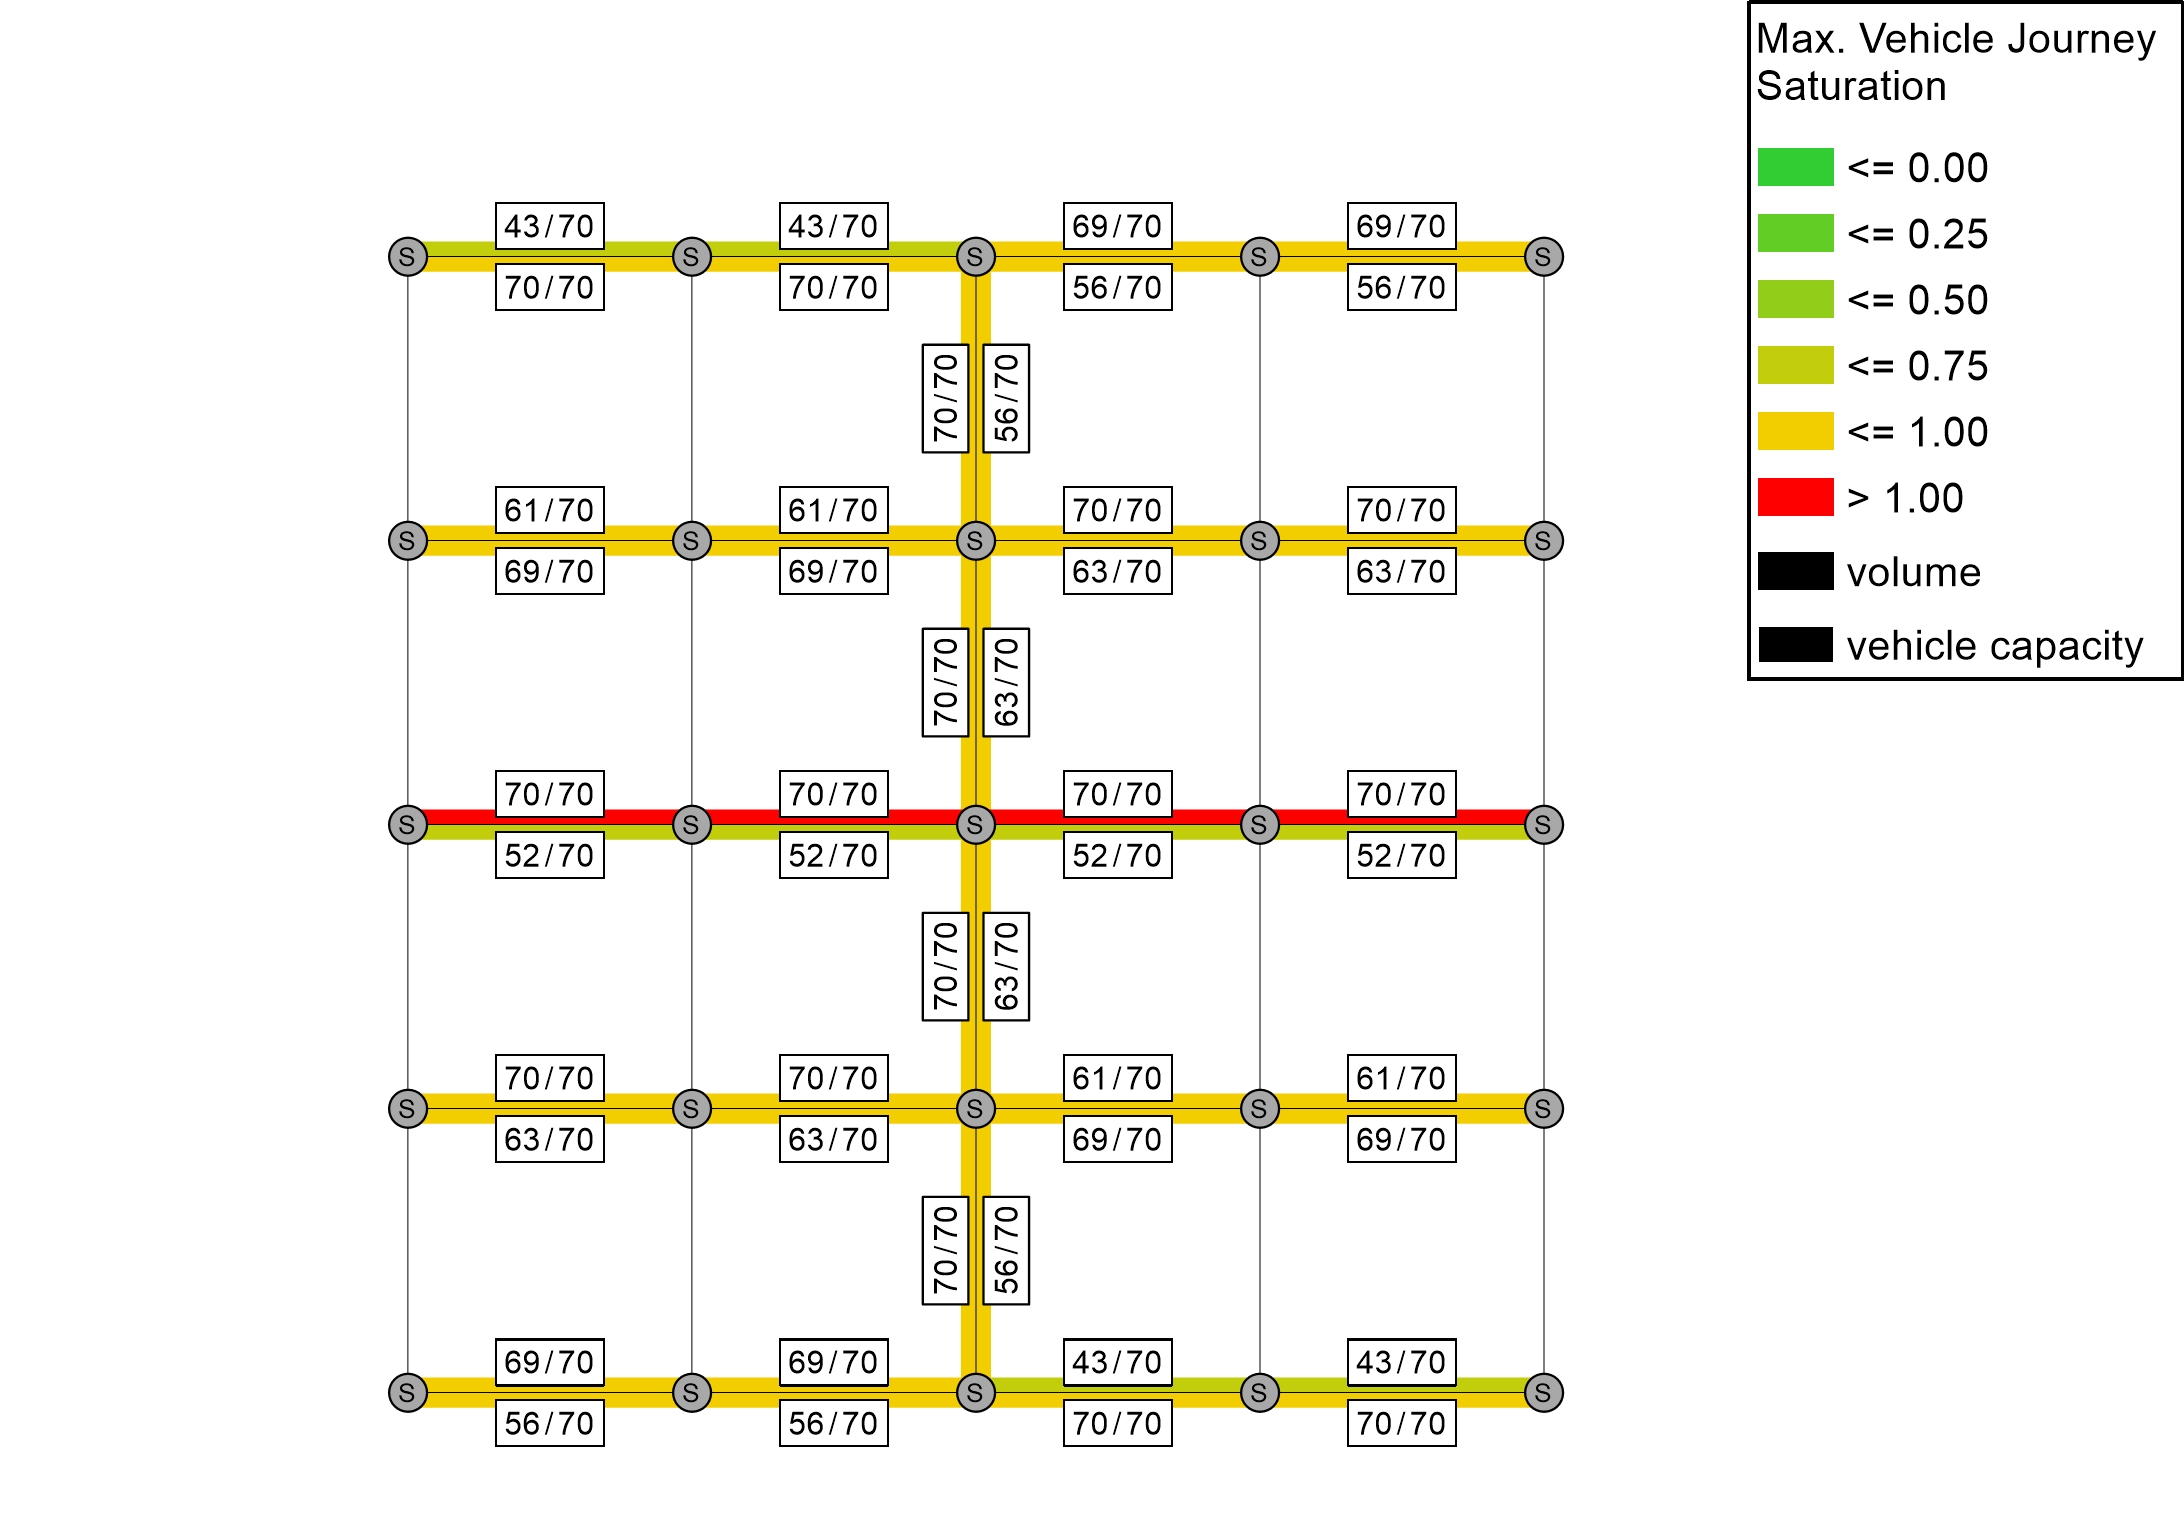 Max. Vehicle Journey
Saturation
<= 0.00
<= 0.25
<= 0.50
<= 0.75
<= 1.00
> 1.00
volume
vehicle capacity
43/70 43/70 69/70 69/70
S S S S S
70/70 70/70 56/70 56/70
70/70 56/70
61/70 61/70 70/70 70/70
S S S S S
69/70 69/70 63/70 63/70
70/70 63/70
70/70 70/70 70/70 70/70
S S S S S
52/70 52/70 52/70 52/70
70/70 63/70
70/70 70/70 61/70 61/70
S S S S S
63/70 63/70 69/70 69/70
70/70 56/70
69/70 69/70 43/70 43/70
S S S S S
56/70 56/70 70/70 70/70